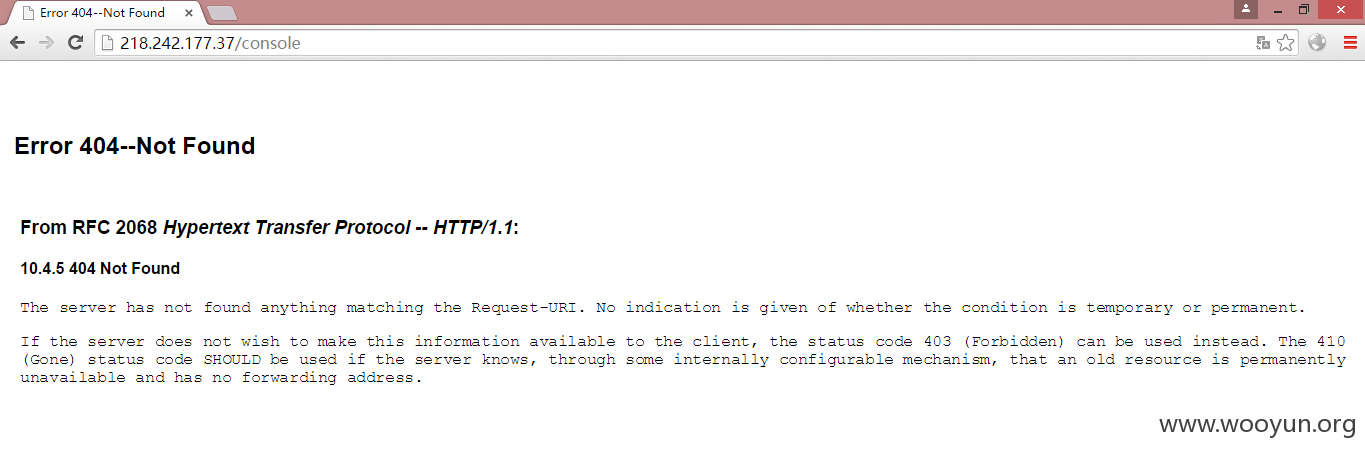 Error 404--Not Found
218.242.177.37/console
Error 404--Not Found
From RFC 2068 Hypertext Transfer Protocol -- HTTP/1.1:
10.4.5 404 Not Found
The server has not found anything matching the Request-URI. No indication is given of whether the condition is temporary or permanent.
If the server does not wish to make this information available to the client, the status code 403 (Forbidden) can be used instead. The 410
(Gone) status code SHOULD be used if the server knows, through some internally configurable mechanism, that an old resource is permanently
unavailable and has no forwarding address.
www.wooyun.org